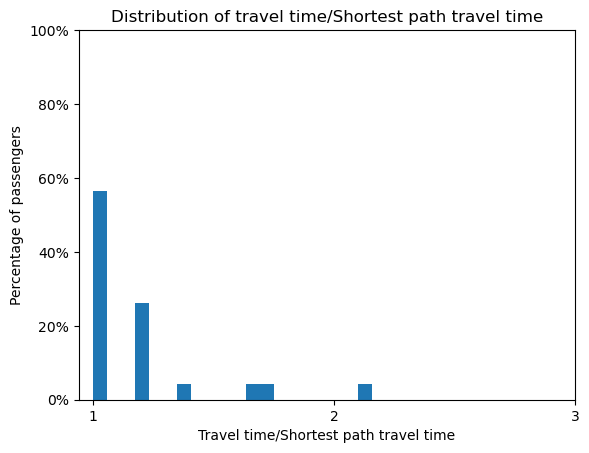 Distribution of travel time/Shortest path travel time
100%
80%
60%
40%
20%
0%
Percentage of passengers
1 2 3
Travel time/Shortest path travel time